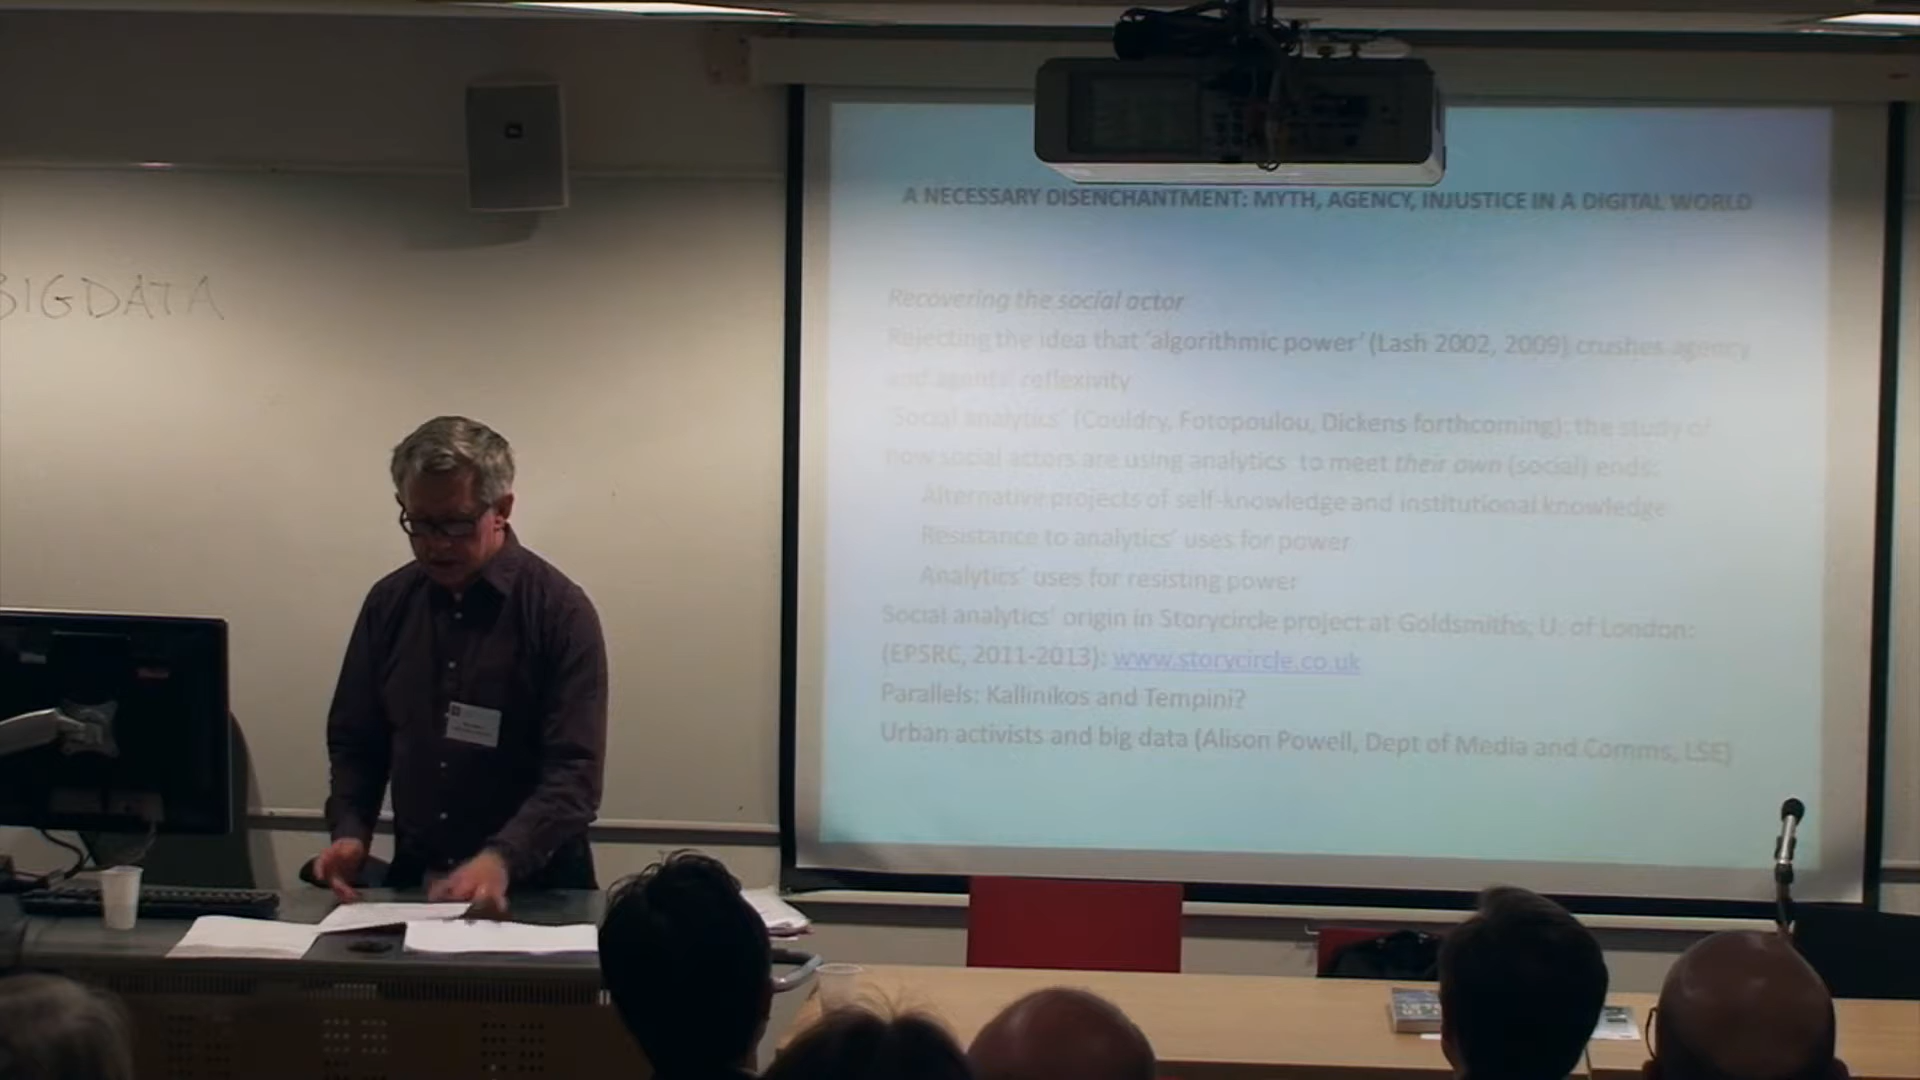 BIGDATA
A NECESSARY DISENCHANTMENT: MYTH, AGENCY, INJUSTICE IN A DIGITAL WORLD
Recovering the social actor
Rejecting the idea that ‘algorithmic power’ (Lash 2002, 2009) crushes agency
and agents’ reflexivity
‘Social analytics’ (Couldry, Fotopoulou, Dickens forthcoming): the study of
how social actors are using analytics to meet their own (social) ends:
Alternative projects of self-knowledge and institutional knowledge
Resistance to analytics’ uses for power
Analytics’ uses for resisting power
Social analytics’ origin in Storycircle project at Goldsmiths, U. of London:
(EPSRC, 2011-2013): www.storycircle.co.uk
Parallels: Kallinikos and Tempini?
Urban activists and big data (Alison Powell, Dept of Media and Comms, LSE)